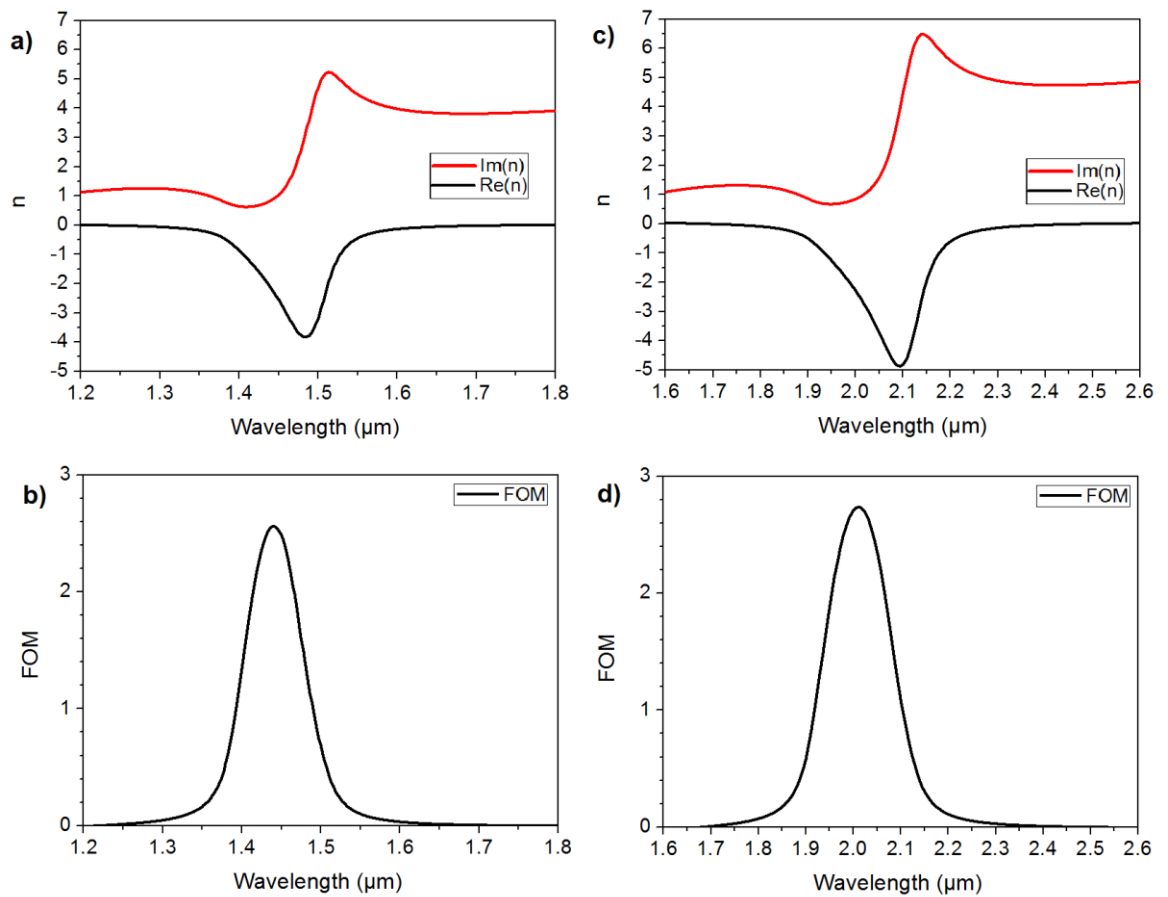 a)
7
6
5
4
3
2
1
0
-1
-2
-3
-4
-5
n
Im(n)
Re(n)
1.2 1.3 1.4 1.5 1.6 1.7 1.8
Wavelength (µm)
c)
7
6
5
4
3
2
1
0
-1
-2
-3
-4
-5
n
Im(n)
Re(n)
1.6 1.7 1.8 1.9 2.0 2.1 2.2 2.3 2.4 2.5 2.6
Wavelength (µm)
b)
3
2
1
0
FOM
FOM
1.2 1.3 1.4 1.5 1.6 1.7 1.8
Wavelength (µm)
d)
3
2
1
0
FOM
FOM
1.6 1.7 1.8 1.9 2.0 2.1 2.2 2.3 2.4 2.5 2.6
Wavelength (µm)